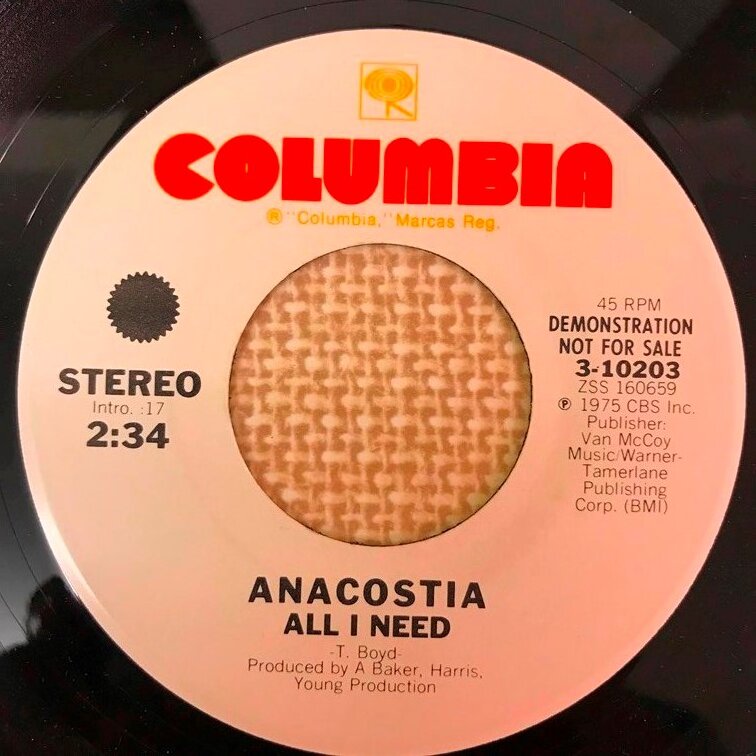 COLUMBIA
® "Columbia," Marcas Reg.
STEREO
Intro. :17
2:34
45 RPM
DEMONSTRATION
NOT FOR SALE
3-10203
ZSS 160659
℗ 1975 CBS Inc.
Publisher:
Van McCoy
Music/Warner-
Tamerlane
Publishing
Corp. (BMI)
ANACOSTIA
ALL I NEED
-T. Boyd-
Produced by A Baker, Harris,
Young Production